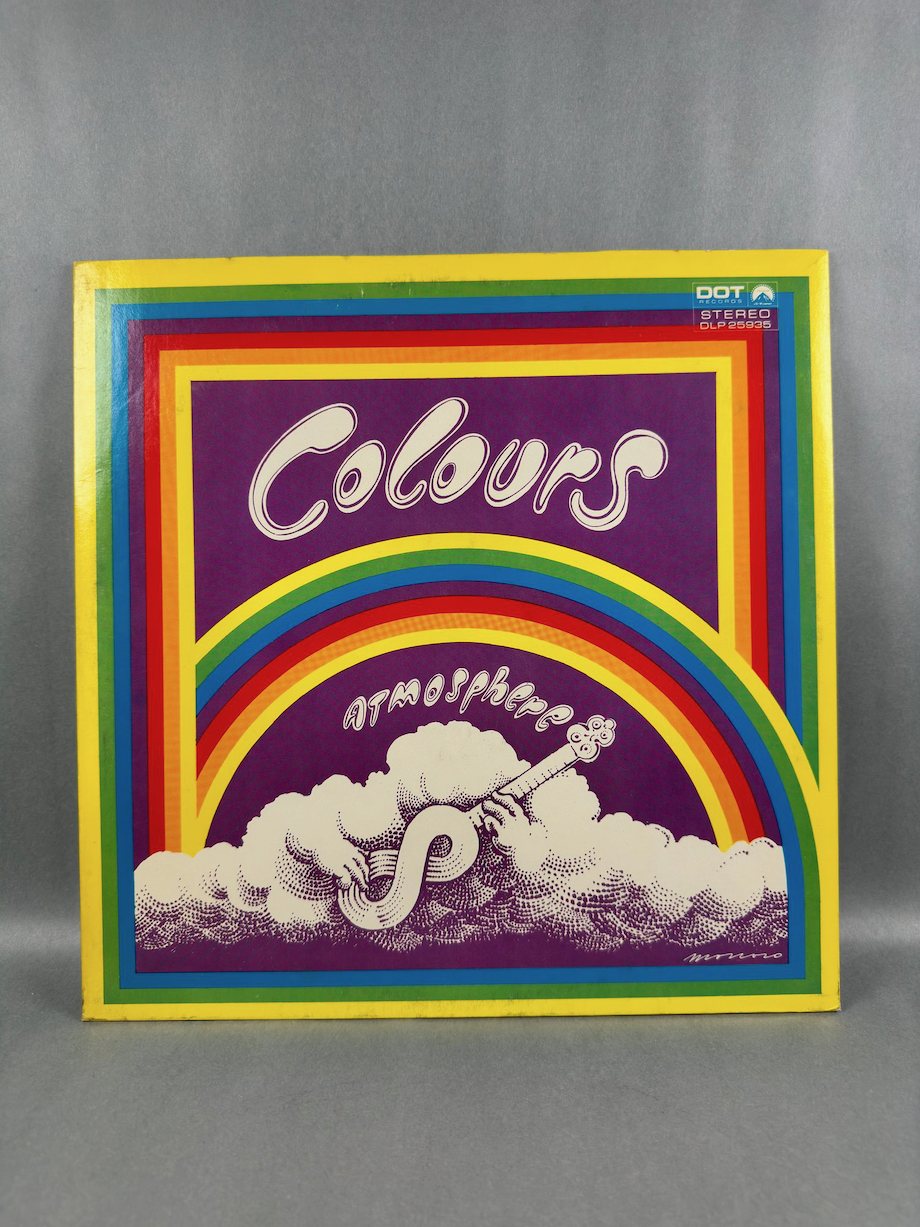 DOT
RECORDS
STEREO
DLP 25935
Colours
ATMOSPHERE